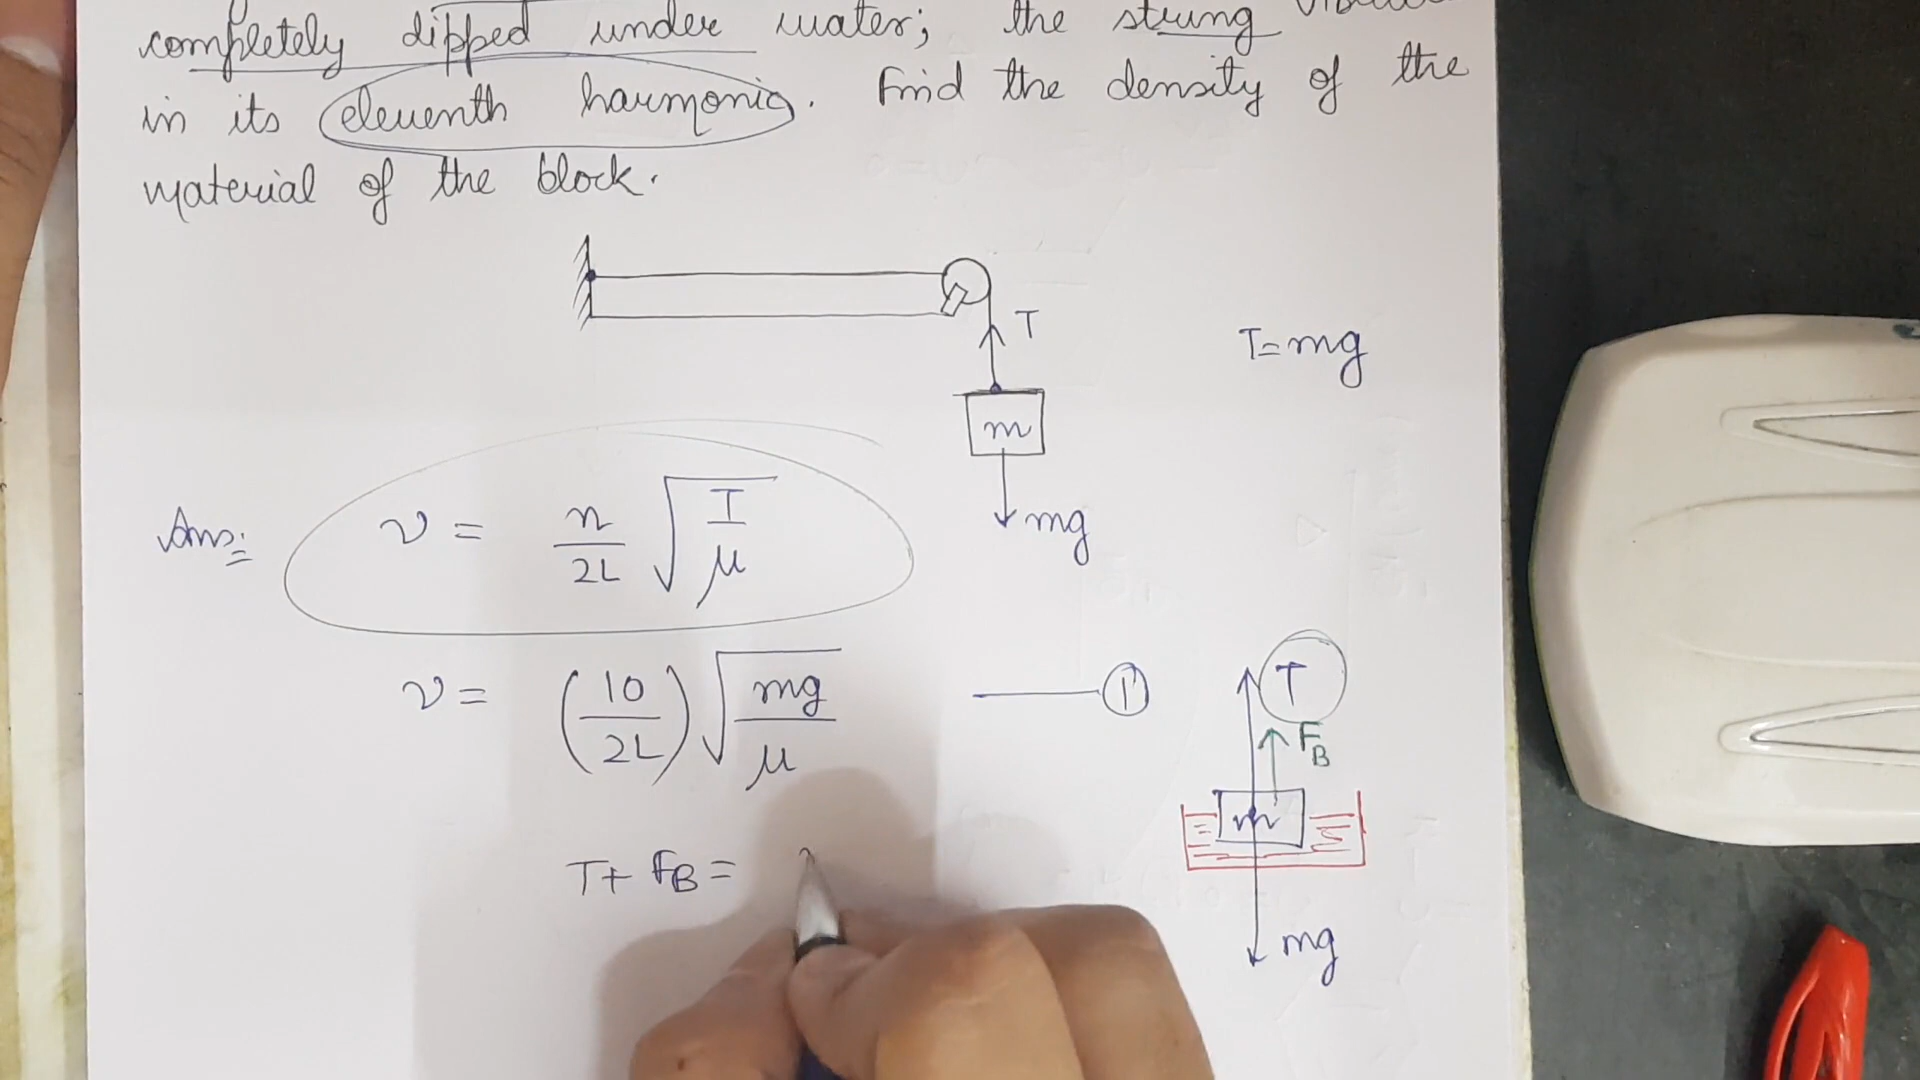 completely dipped under water; the string
in its eleventh harmonic. Find the density of the
material of the block.
T
T=mg
m
mg
Ans:
ν = n/2L √T/μ
ν = (10/2L) √mg/μ
①
T
F_B
m
T + F_B =
mg